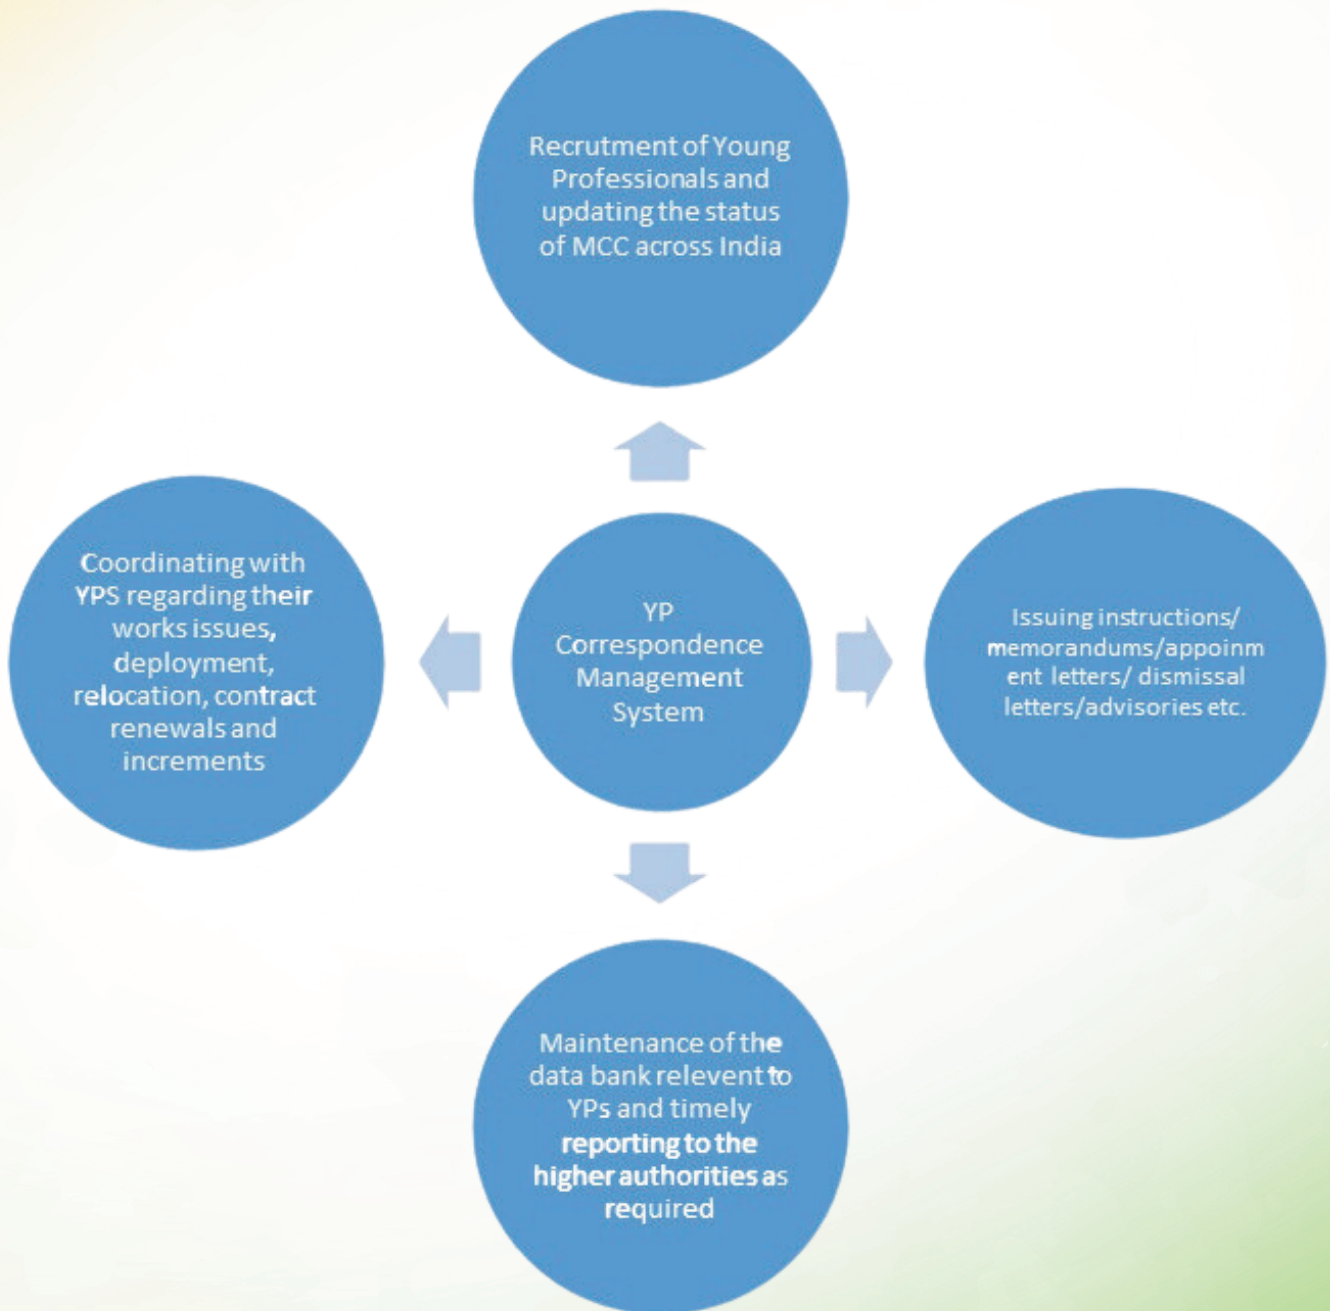 Recrutment of Young
Professionals and
updating the status
of MCC across India
Coordinating with
YPS regarding their
works issues,
deployment,
relocation, contract
renewals and
increments
YP
Correspondence
Management
System
Issuing instructions/
memorandums/appoinm
ent letters/ dismissal
letters/advisories etc.
Maintenance of the
data bank relevent to
YPs and timely
reporting to the
higher authorities as
required